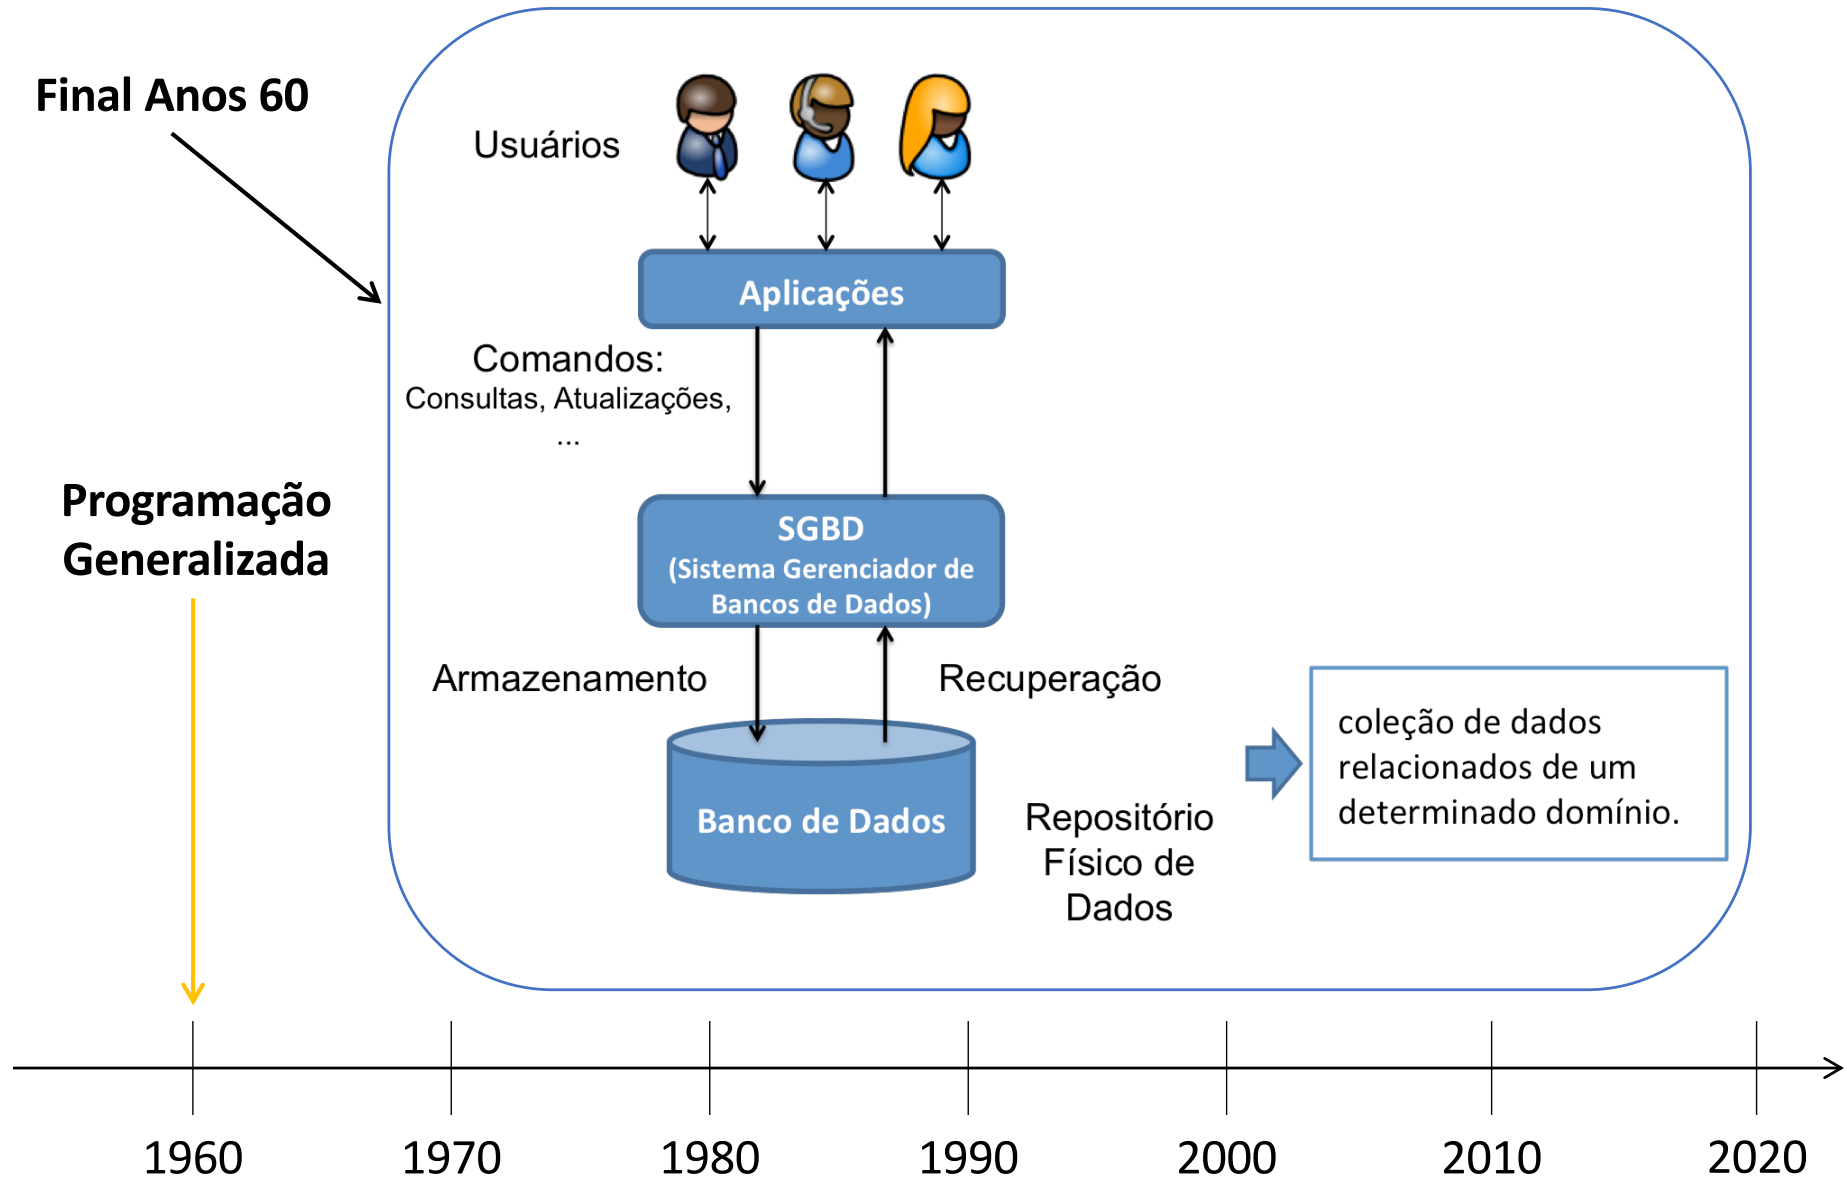 Final Anos 60
Usuários
Aplicações
Comandos:
Consultas, Atualizações,
...
Programação
Generalizada
SGBD
(Sistema Gerenciador de
Bancos de Dados)
Armazenamento
Recuperação
Banco de Dados
Repositório
Físico de
Dados
coleção de dados
relacionados de um
determinado domínio.
1960
1970
1980
1990
2000
2010
2020